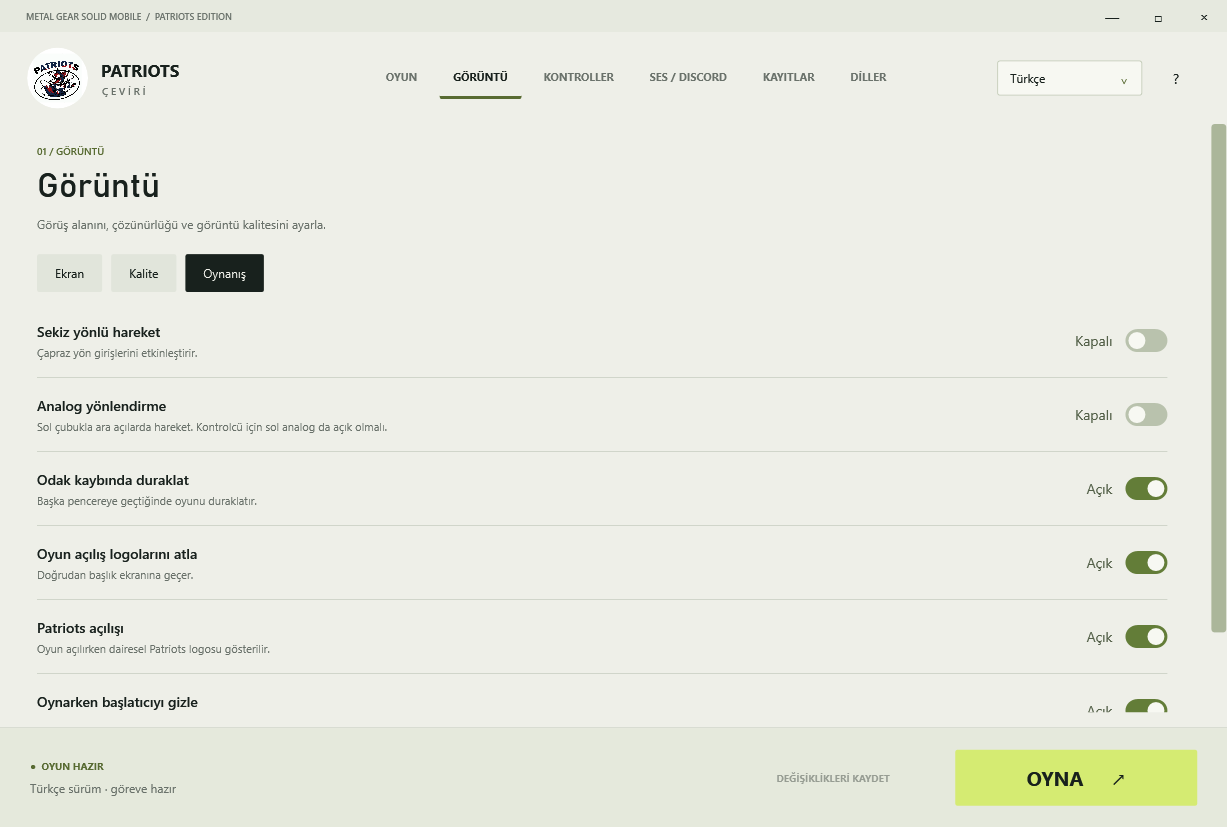 METAL GEAR SOLID MOBILE / PATRIOTS EDITION
PATRIOTS
PATRIOTS
ÇEVİRİ
OYUN
GÖRÜNTÜ
KONTROLLER
SES / DISCORD
KAYITLAR
DİLLER
Türkçe
?
01 / GÖRÜNTÜ
Görüntü
Görüş alanını, çözünürlüğü ve görüntü kalitesini ayarla.
Ekran
Kalite
Oynanış
Sekiz yönlü hareket
Çapraz yön girişlerini etkinleştirir.
Kapalı
Analog yönlendirme
Sol çubukla ara açılarda hareket. Kontrolcü için sol analog da açık olmalı.
Kapalı
Odak kaybında duraklat
Başka pencereye geçtiğinde oyunu duraklatır.
Açık
Oyun açılış logolarını atla
Doğrudan başlık ekranına geçer.
Açık
Patriots açılışı
Oyun açılırken dairesel Patriots logosu gösterilir.
Açık
Oynarken başlatıcıyı gizle
Açık
OYUN HAZIR
Türkçe sürüm · göreve hazır
DEĞİŞİKLİKLERİ KAYDET
OYNA ↗